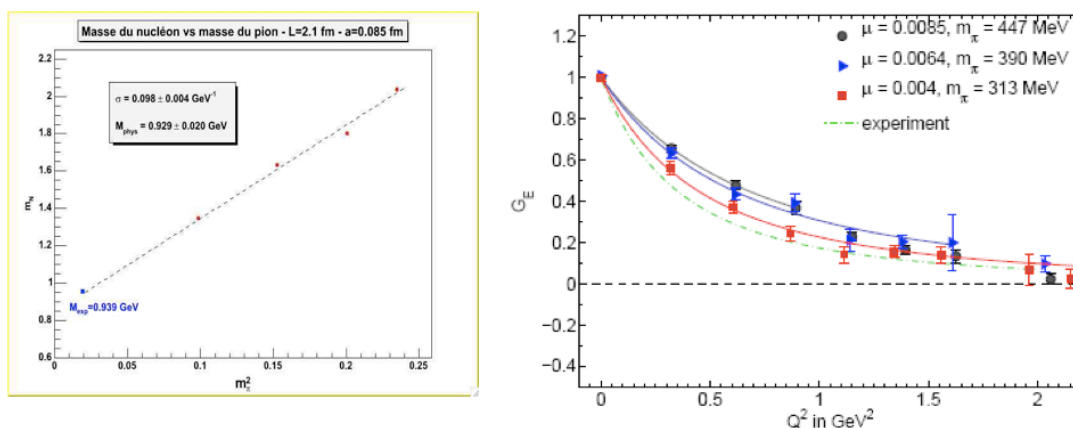 Masse du nucléon vs masse du pion - L=2.1 fm - a=0.085 fm
2.2
2
1.8
1.6
1.4
1.2
1
0.8
0.6
m_N
σ = 0.098 ± 0.004 GeV⁻¹
M_phys = 0.929 ± 0.020 GeV
M_exp=0.939 GeV
0 0.05 0.1 0.15 0.2 0.25
m²_π
1.2
1
0.8
0.6
0.4
0.2
0
−0.2
−0.4
G_E
μ = 0.0085, m_π = 447 MeV
μ = 0.0064, m_π = 390 MeV
μ = 0.004, m_π = 313 MeV
experiment
0 0.5 1 1.5 2
Q² in GeV²